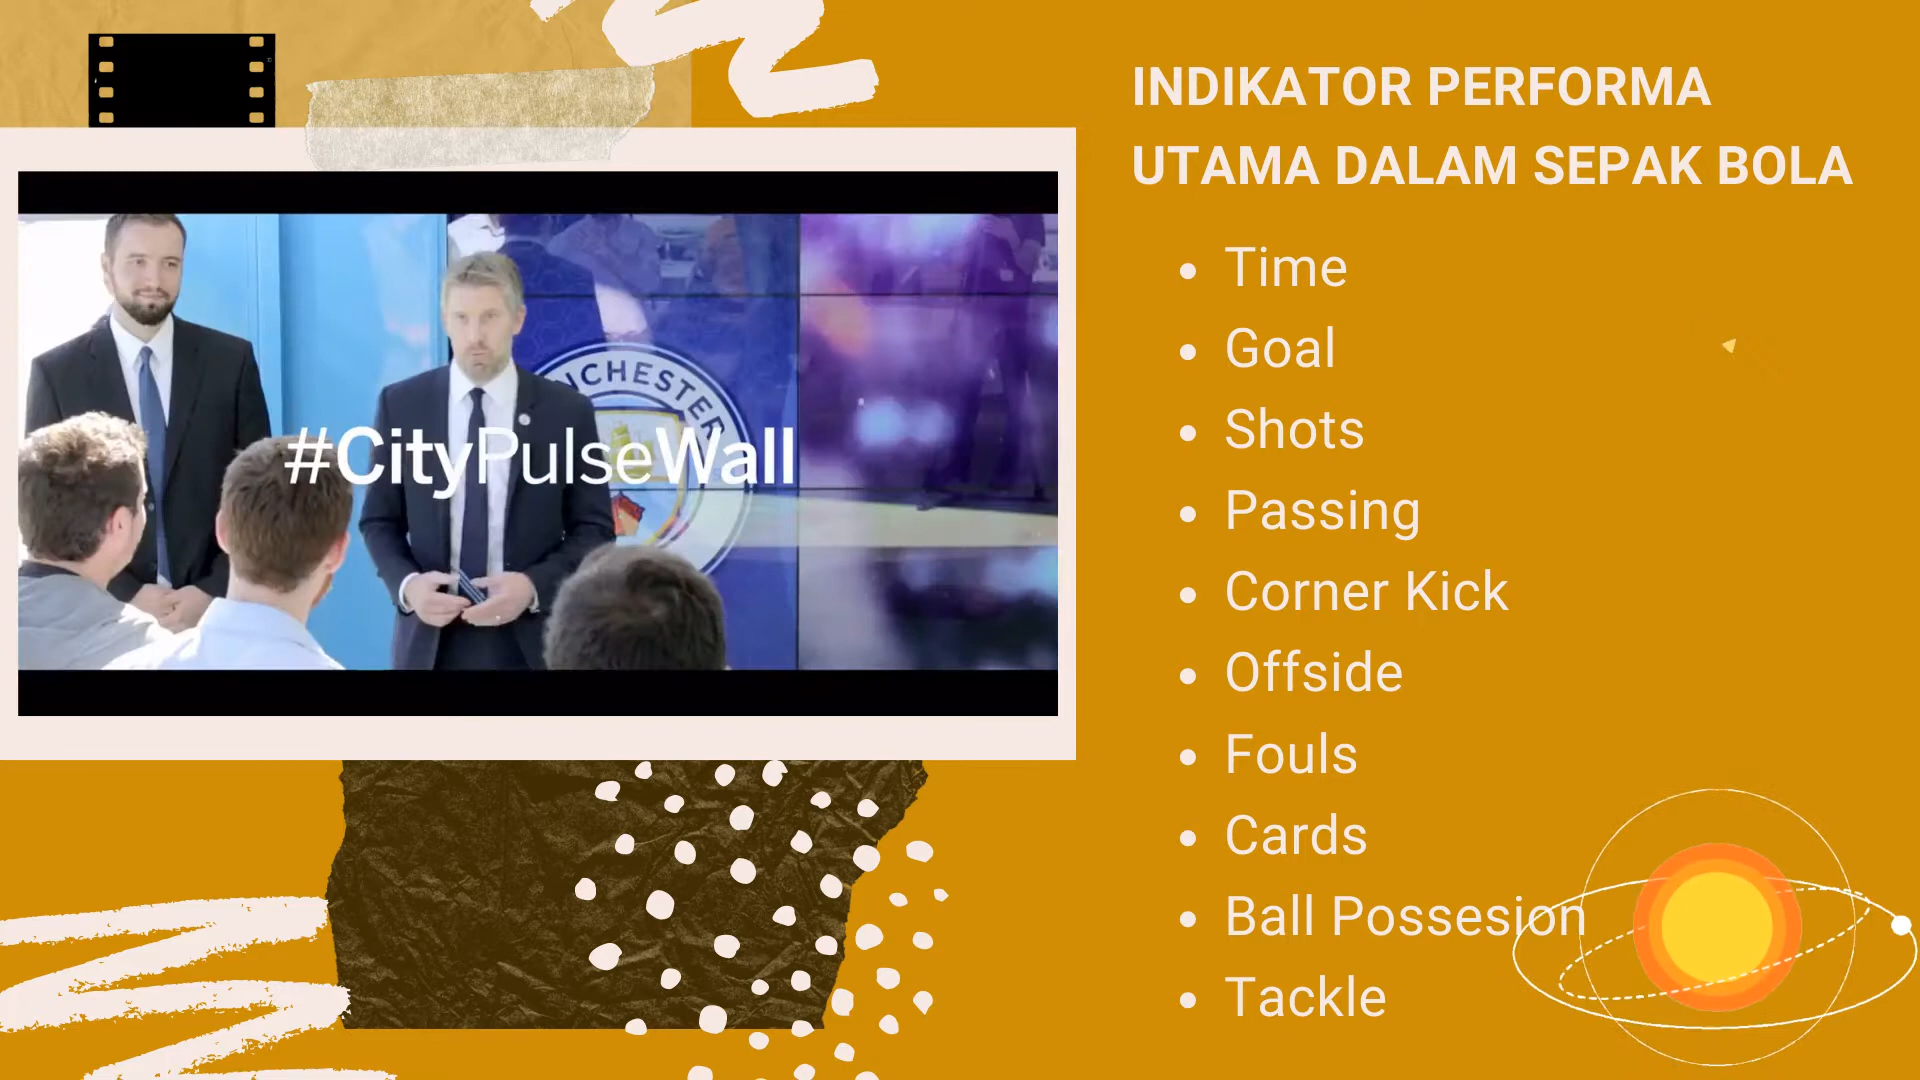 INDIKATOR PERFORMA
UTAMA DALAM SEPAK BOLA
#CityPulseWall
MANCHESTER
Time
Goal
Shots
Passing
Corner Kick
Offside
Fouls
Cards
Ball Possesion
Tackle